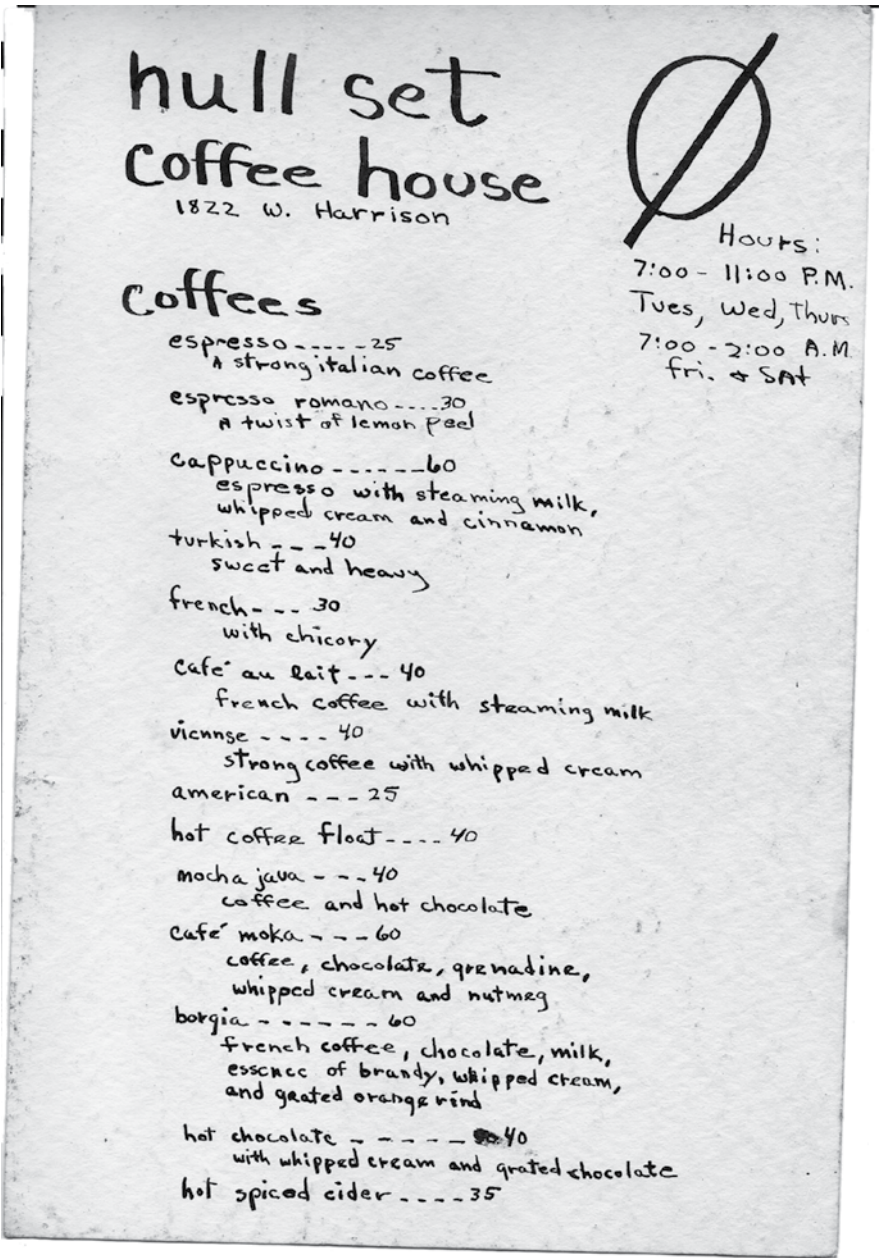 hull set
coffee house
1822 W. Harrison
Ø
Hours:
7:00 - 11:00 P.M.
Tues, Wed, Thurs
7:00 - 2:00 A.M.
fri. & SAt
coffees
espresso ----- 25
A strong italian coffee
espresso romano ---- 30
A twist of lemon peel
cappuccino ------ 60
espresso with steaming milk,
whipped cream and cinnamon
turkish --- 40
sweet and heavy
french --- 30
with chicory
café au lait --- 40
french coffee with steaming milk
viennse ---- 40
strong coffee with whipped cream
american --- 25
hot coffee float ---- 40
mocha java --- 40
coffee and hot chocolate
café moka --- 60
coffee, chocolate, grenadine,
whipped cream and nutmeg
borgia ------ 60
french coffee, chocolate, milk,
essence of brandy, whipped cream,
and grated orange rind
hot chocolate ----- 40
with whipped cream and grated chocolate
hot spiced cider ---- 35